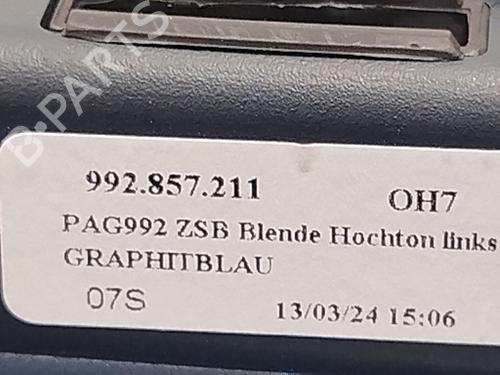 B-PARTS
992.857.211 OH7
PAG992 ZSB Blende Hochton links
GRAPHITBLAU
07S 13/03/24 15:06